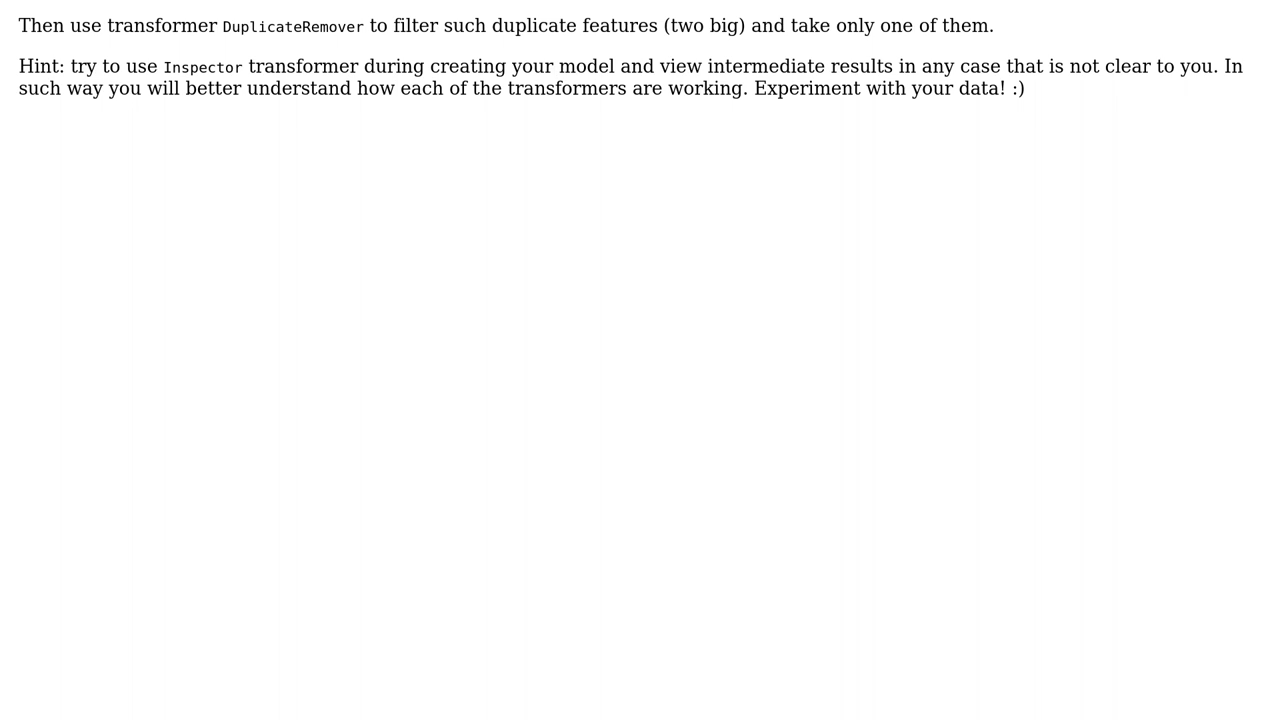 Then use transformer DuplicateRemover to filter such duplicate features (two big) and take only one of them.
Hint: try to use Inspector transformer during creating your model and view intermediate results in any case that is not clear to you. In
such way you will better understand how each of the transformers are working. Experiment with your data! :)